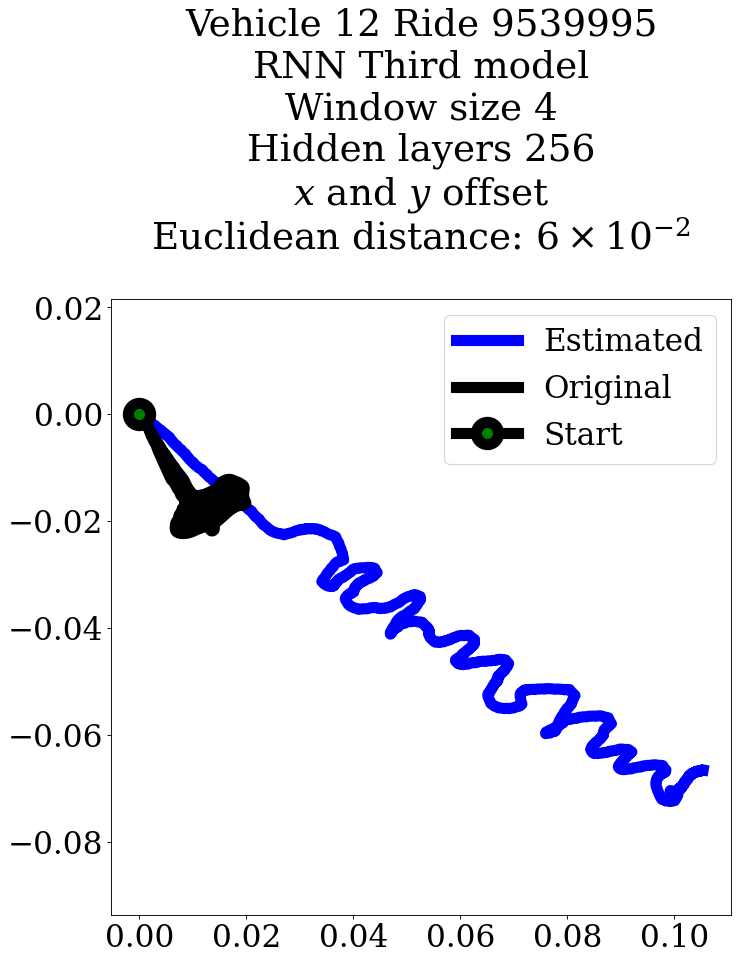 Vehicle 12 Ride 9539995
RNN Third model
Window size 4
Hidden layers 256
x and y offset
Euclidean distance: 6 × 10⁻²
Estimated
Original
Start
0.02
0.00
−0.02
−0.04
−0.06
−0.08
0.00 0.02 0.04 0.06 0.08 0.10